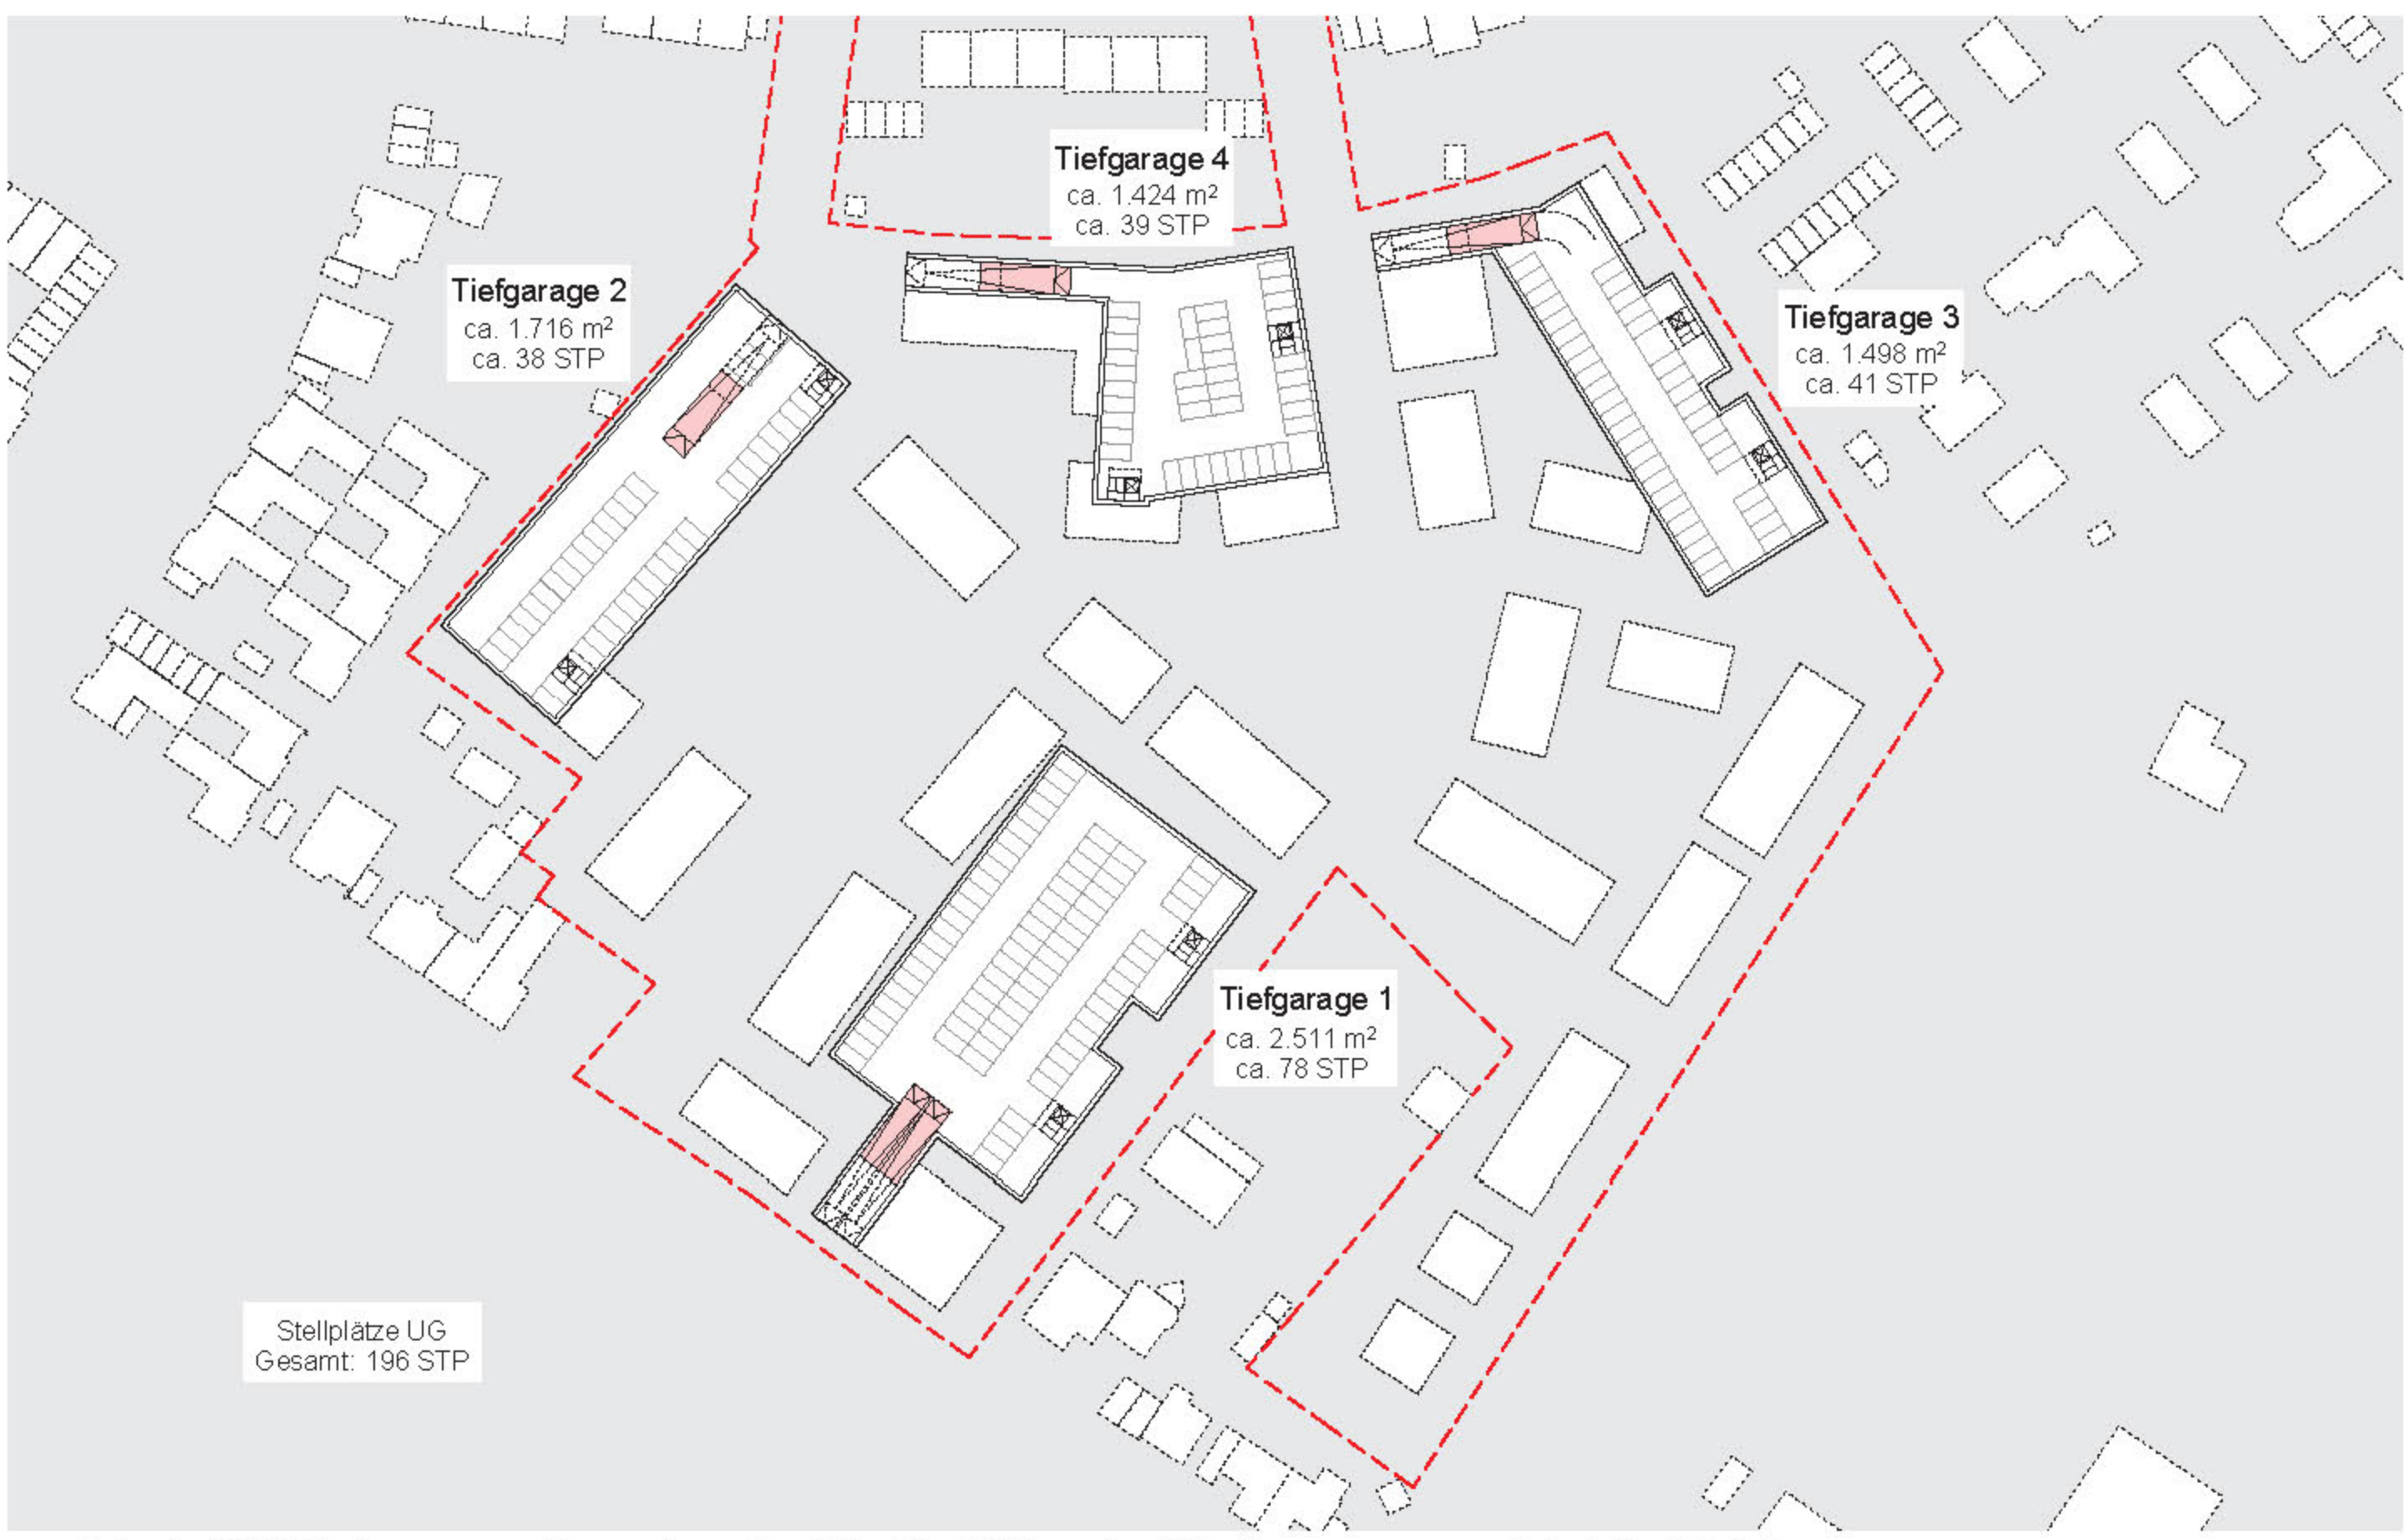 Tiefgarage 4
ca. 1.424 m²
ca. 39 STP
Tiefgarage 2
ca. 1.716 m²
ca. 38 STP
Tiefgarage 3
ca. 1.498 m²
ca. 41 STP
Tiefgarage 1
ca. 2.511 m²
ca. 78 STP
Stellplätze UG
Gesamt: 196 STP